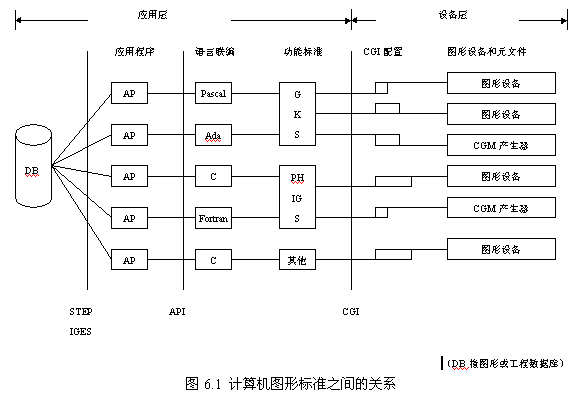 应用层
设备层
应用程序
语言联编
功能标准
CGI 配置
图形设备和元文件
DB
AP
Pascal
G
K
S
图形设备
图形设备
AP
Ada
CGM 产生器
AP
C
PH
IG
S
图形设备
AP
Fortran
CGM 产生器
AP
C
其他
图形设备
STEP
IGES
API
CGI
(DB 指图形或工程数据库)
图 6.1 计算机图形标准之间的关系